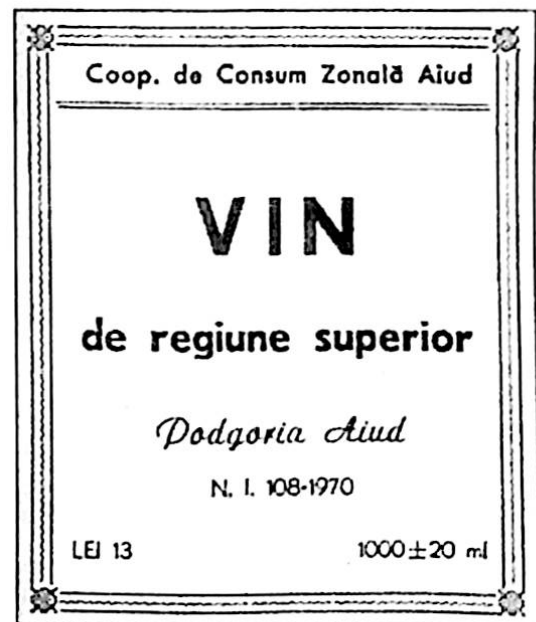 Coop. de Consum Zonală Aiud
VIN
de regiune superior
Podgoria Aiud
N. I. 108-1970
LEI 13 1000±20 ml